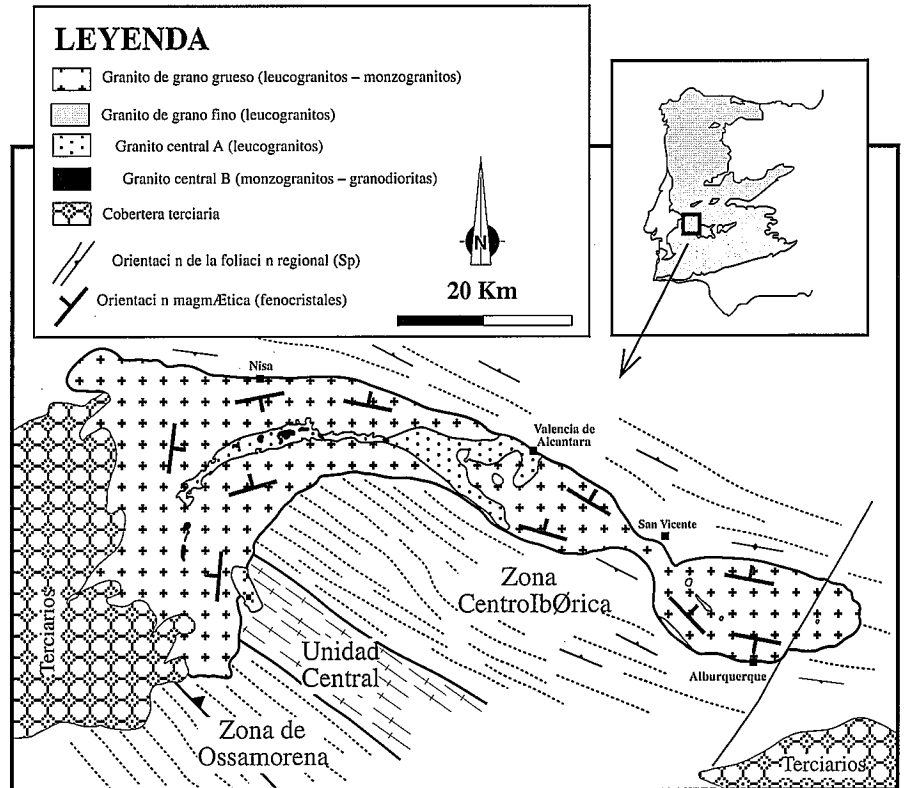 LEYENDA
Granito de grano grueso (leucogranitos – monzogranitos)
Granito de grano fino (leucogranitos)
Granito central A (leucogranitos)
Granito central B (monzogranitos – granodioritas)
Cobertera terciaria
Orientaci n de la foliaci n regional (Sp)
Orientaci n magmÆtica (fenocristales)
N
20 Km
Nisa
Valencia de
Alcantara
San Vicente
Zona
CentroIbØrica
Terciarios
Unidad
Central
Alburquerque
Zona de
Ossamorena
Terciarios